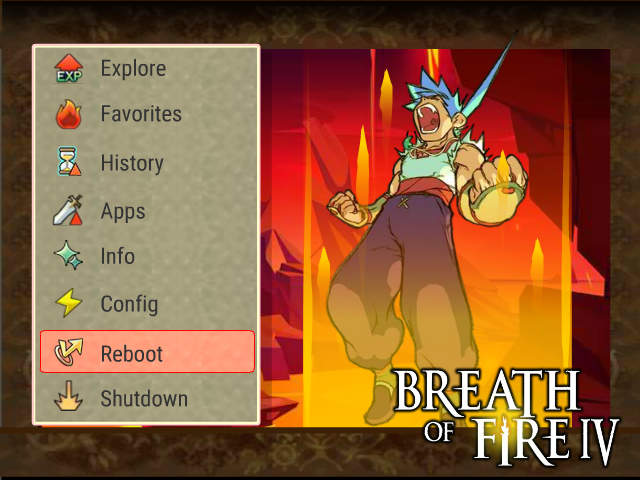 EXP
Explore
Favorites
History
Apps
Info
Config
Reboot
Shutdown
BREATH
OF FIRE IV